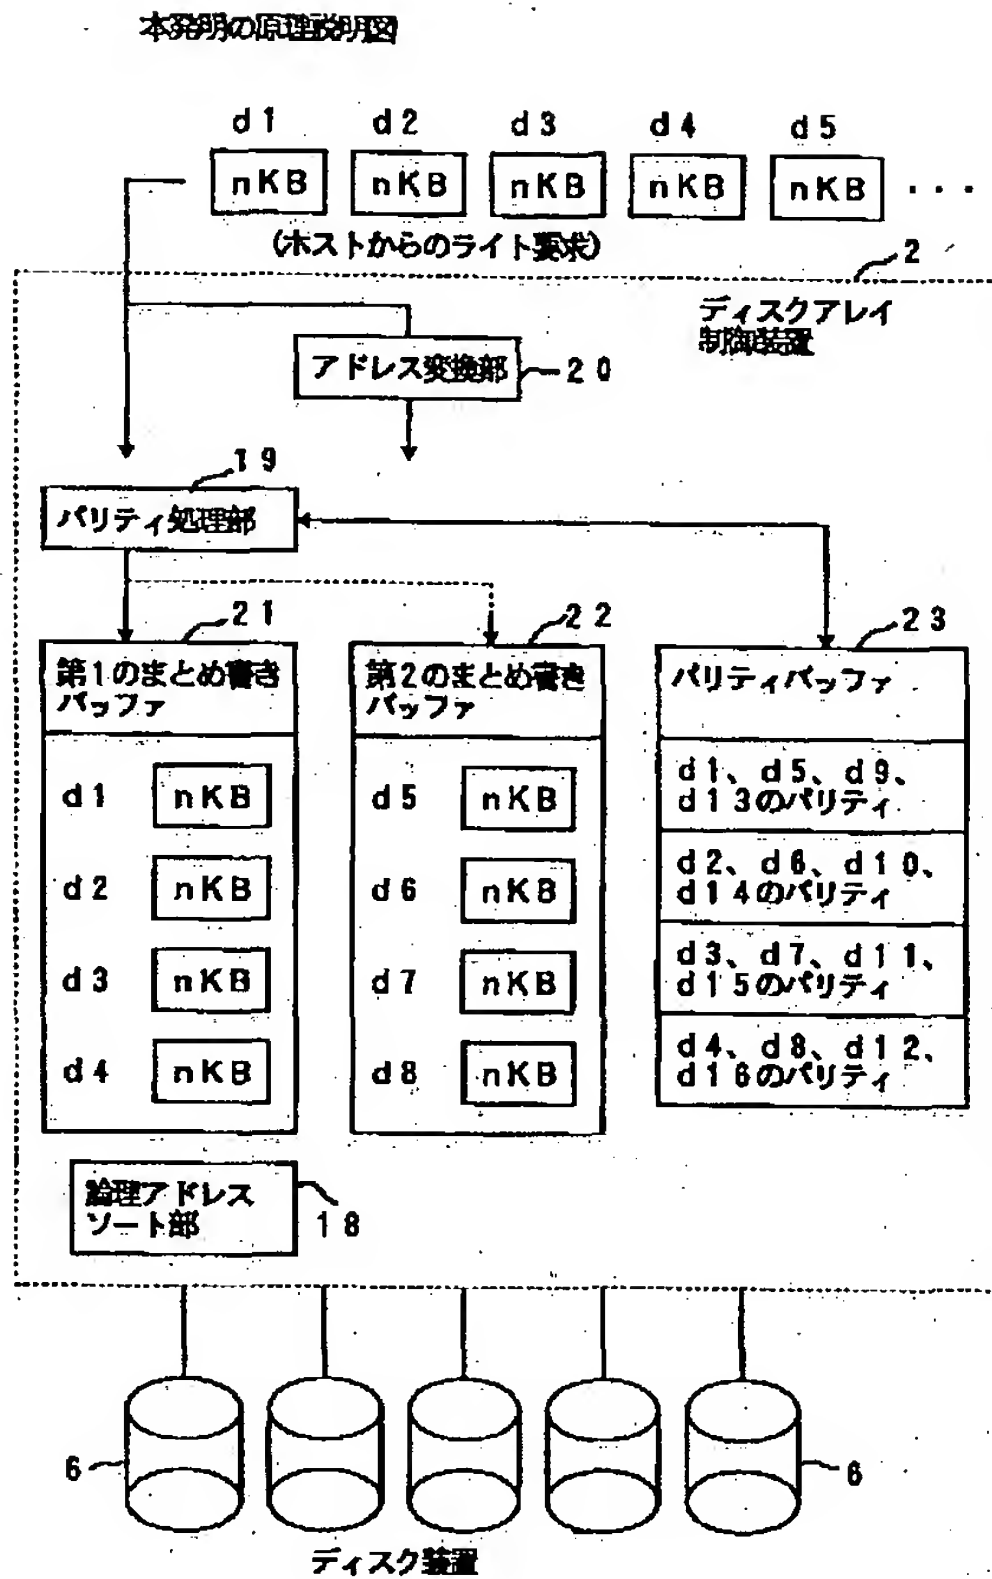 本発明の原理説明図
d1 d2 d3 d4 d5
nKB nKB nKB nKB nKB ・・・
(ホストからのライト要求)
2
ディスクアレイ
制御装置
アドレス変換部
20
19
パリティ処理部
21
22
23
第1のまとめ書き
バッファ
d1 nKB
d2 nKB
d3 nKB
d4 nKB
第2のまとめ書き
バッファ
d5 nKB
d6 nKB
d7 nKB
d8 nKB
パリティバッファ
d1、d5、d9、
d13のパリティ
d2、d6、d10、
d14のパリティ
d3、d7、d11、
d15のパリティ
d4、d8、d12、
d16のパリティ
論理アドレス
ソート部
18
6
6
ディスク装置